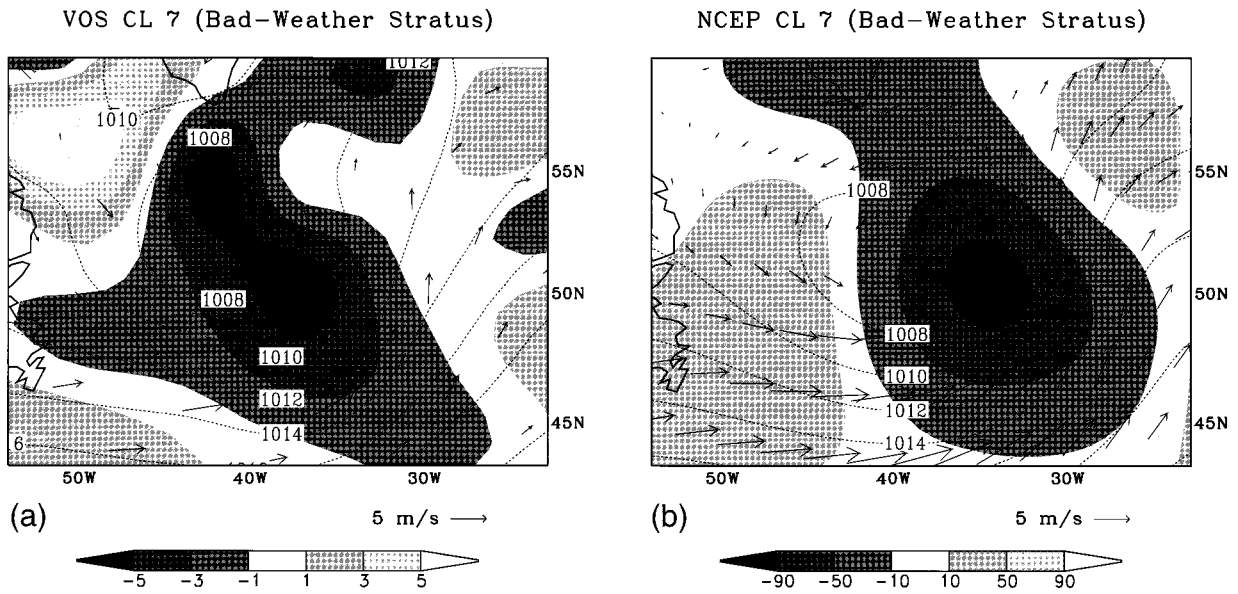 VOS CL 7 (Bad-Weather Stratus)
1012
1010
1008
1008
1010
1012
1014
6
55N
50N
45N
50W
40W
30W
(a)
5 m/s
-5 -3 -1 1 3 5
NCEP CL 7 (Bad-Weather Stratus)
1008
1008
1010
1012
1014
55N
50N
45N
50W
40W
30W
(b)
5 m/s
-90 -50 -10 10 50 90